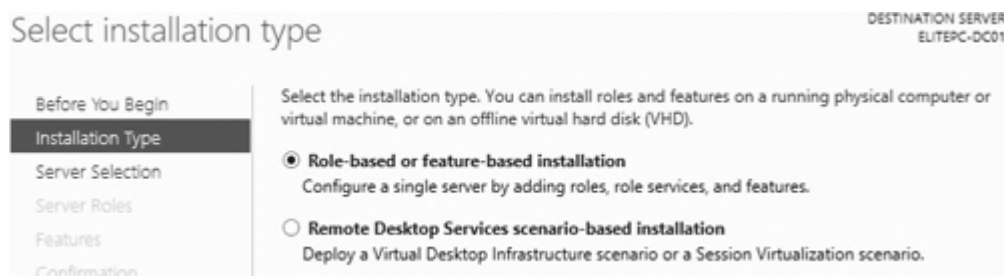 Select installation type
DESTINATION SERVER
ELITEPC-DC01
Before You Begin
Installation Type
Server Selection
Server Roles
Features
Confirmation
Select the installation type. You can install roles and features on a running physical computer or
virtual machine, or on an offline virtual hard disk (VHD).
Role-based or feature-based installation
Configure a single server by adding roles, role services, and features.
Remote Desktop Services scenario-based installation
Deploy a Virtual Desktop Infrastructure scenario or a Session Virtualization scenario.